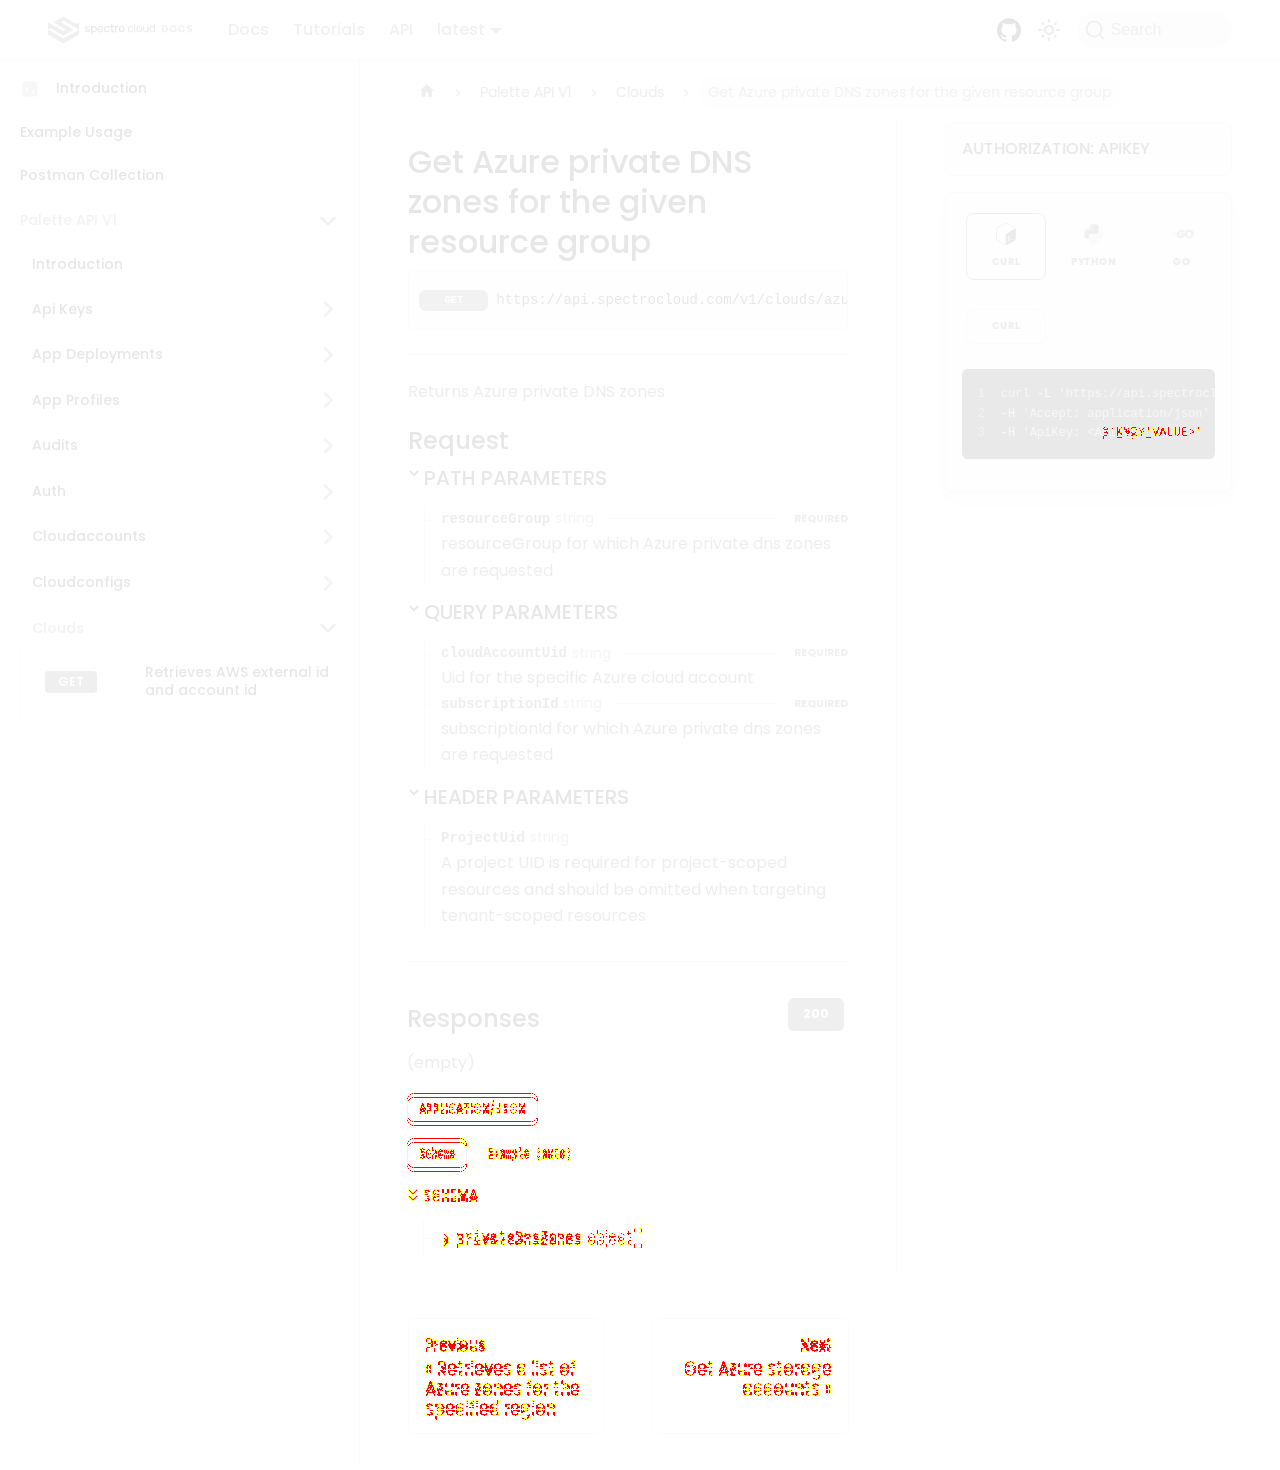 spectro cloud DOCS
Docs
Tutorials
API
latest
Search
Introduction
Example Usage
Postman Collection
Palette API V1
Introduction
Api Keys
App Deployments
App Profiles
Audits
Auth
Cloudaccounts
Cloudconfigs
Clouds
GET
Retrieves AWS external id
and account id
Palette API V1
Clouds
Get Azure private DNS zones for the given resource group
Get Azure private DNS
zones for the given
resource group
GET https://api.spectrocloud.com/v1/clouds/azu
Returns Azure private DNS zones
Request
PATH PARAMETERS
resourceGroup string REQUIRED
resourceGroup for which Azure private dns zones
are requested
QUERY PARAMETERS
cloudAccountUid string REQUIRED
Uid for the specific Azure cloud account
subscriptionId string REQUIRED
subscriptionId for which Azure private dns zones
are requested
HEADER PARAMETERS
ProjectUid string
A project UID is required for project-scoped
resources and should be omitted when targeting
tenant-scoped resources
Responses
200
(empty)
APPLICATION/JSON
Schema
Example (auto)
SCHEMA
privateDnsZones object[]
Previous
« Retrieves a list of
Azure zones for the
specified region
Next
Get Azure storage
accounts »
AUTHORIZATION: APIKEY
CURL
PYTHON
GO
GO
CURL
1 curl -L 'https://api.spectrocl
2 -H 'Accept: application/json'
3 -H 'ApiKey: